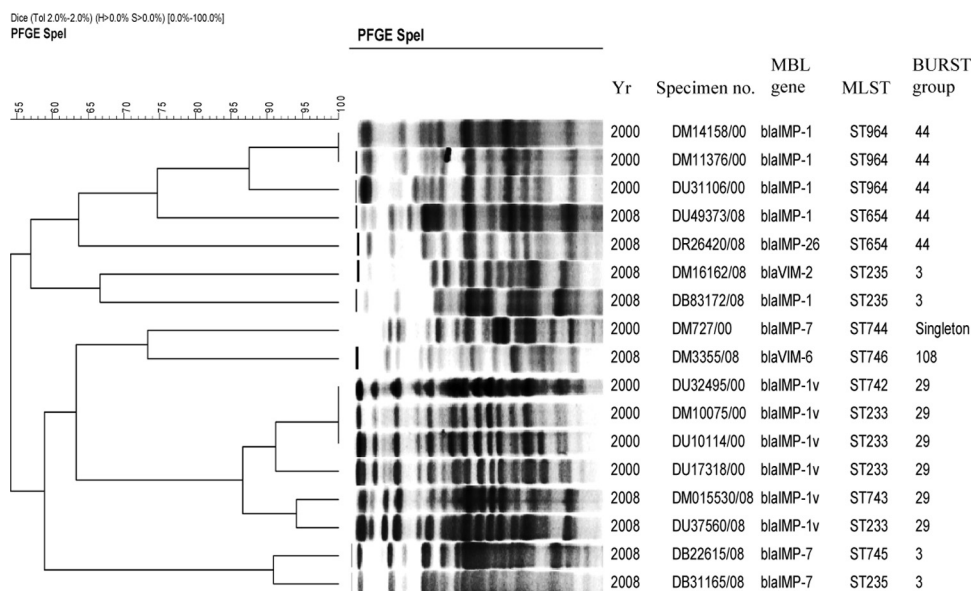 Dice (Tol 2.0%-2.0%) (H>0.0% S>0.0%) [0.0%-100.0%]
PFGE SpeI
PFGE SpeI
55 60 65 70 75 80 85 90 95 100
Yr Specimen no. MBL gene MLST BURST group
2000 DM14158/00 blaIMP-1 ST964 44
2000 DM11376/00 blaIMP-1 ST964 44
2000 DU31106/00 blaIMP-1 ST964 44
2008 DU49373/08 blaIMP-1 ST654 44
2008 DR26420/08 blaIMP-26 ST654 44
2008 DM16162/08 blaVIM-2 ST235 3
2008 DB83172/08 blaIMP-1 ST235 3
2000 DM727/00 blaIMP-7 ST744 Singleton
2008 DM3355/08 blaVIM-6 ST746 108
2000 DU32495/00 blaIMP-1v ST742 29
2000 DM10075/00 blaIMP-1v ST233 29
2000 DU10114/00 blaIMP-1v ST233 29
2000 DU17318/00 blaIMP-1v ST233 29
2008 DM015530/08 blaIMP-1v ST743 29
2008 DU37560/08 blaIMP-1v ST233 29
2008 DB22615/08 blaIMP-7 ST745 3
2008 DB31165/08 blaIMP-7 ST235 3